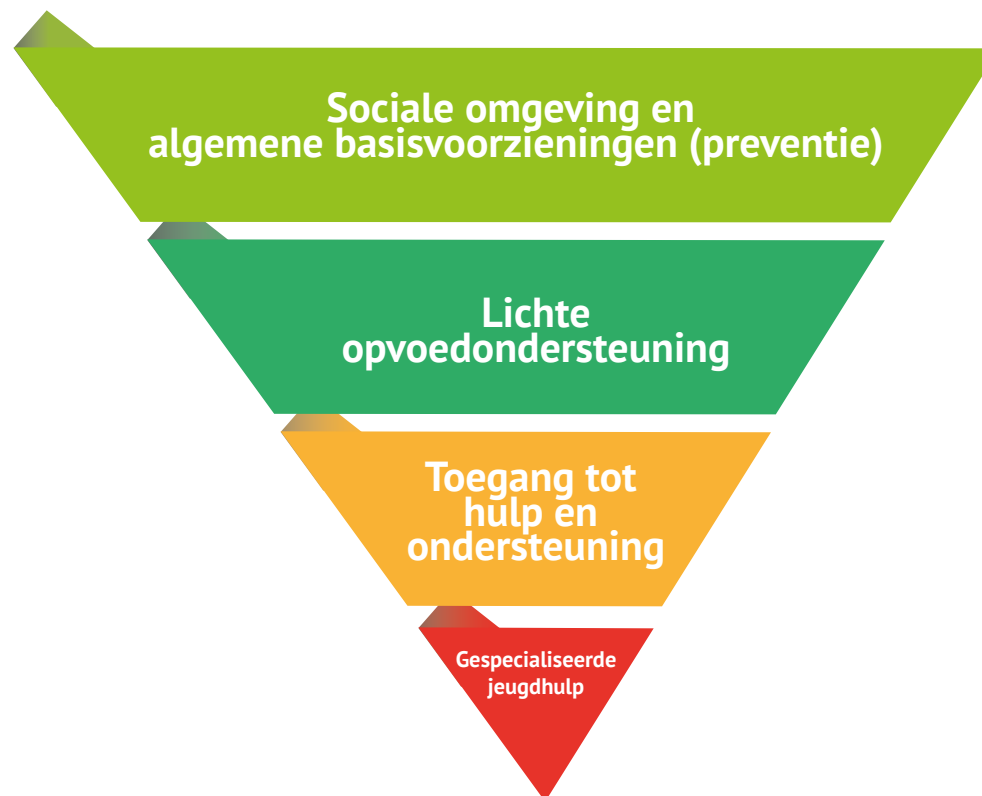 Sociale omgeving en
algemene basisvoorzieningen (preventie)
Lichte
opvoedondersteuning
Toegang tot
hulp en
ondersteuning
Gespecialiseerde
jeugdhulp